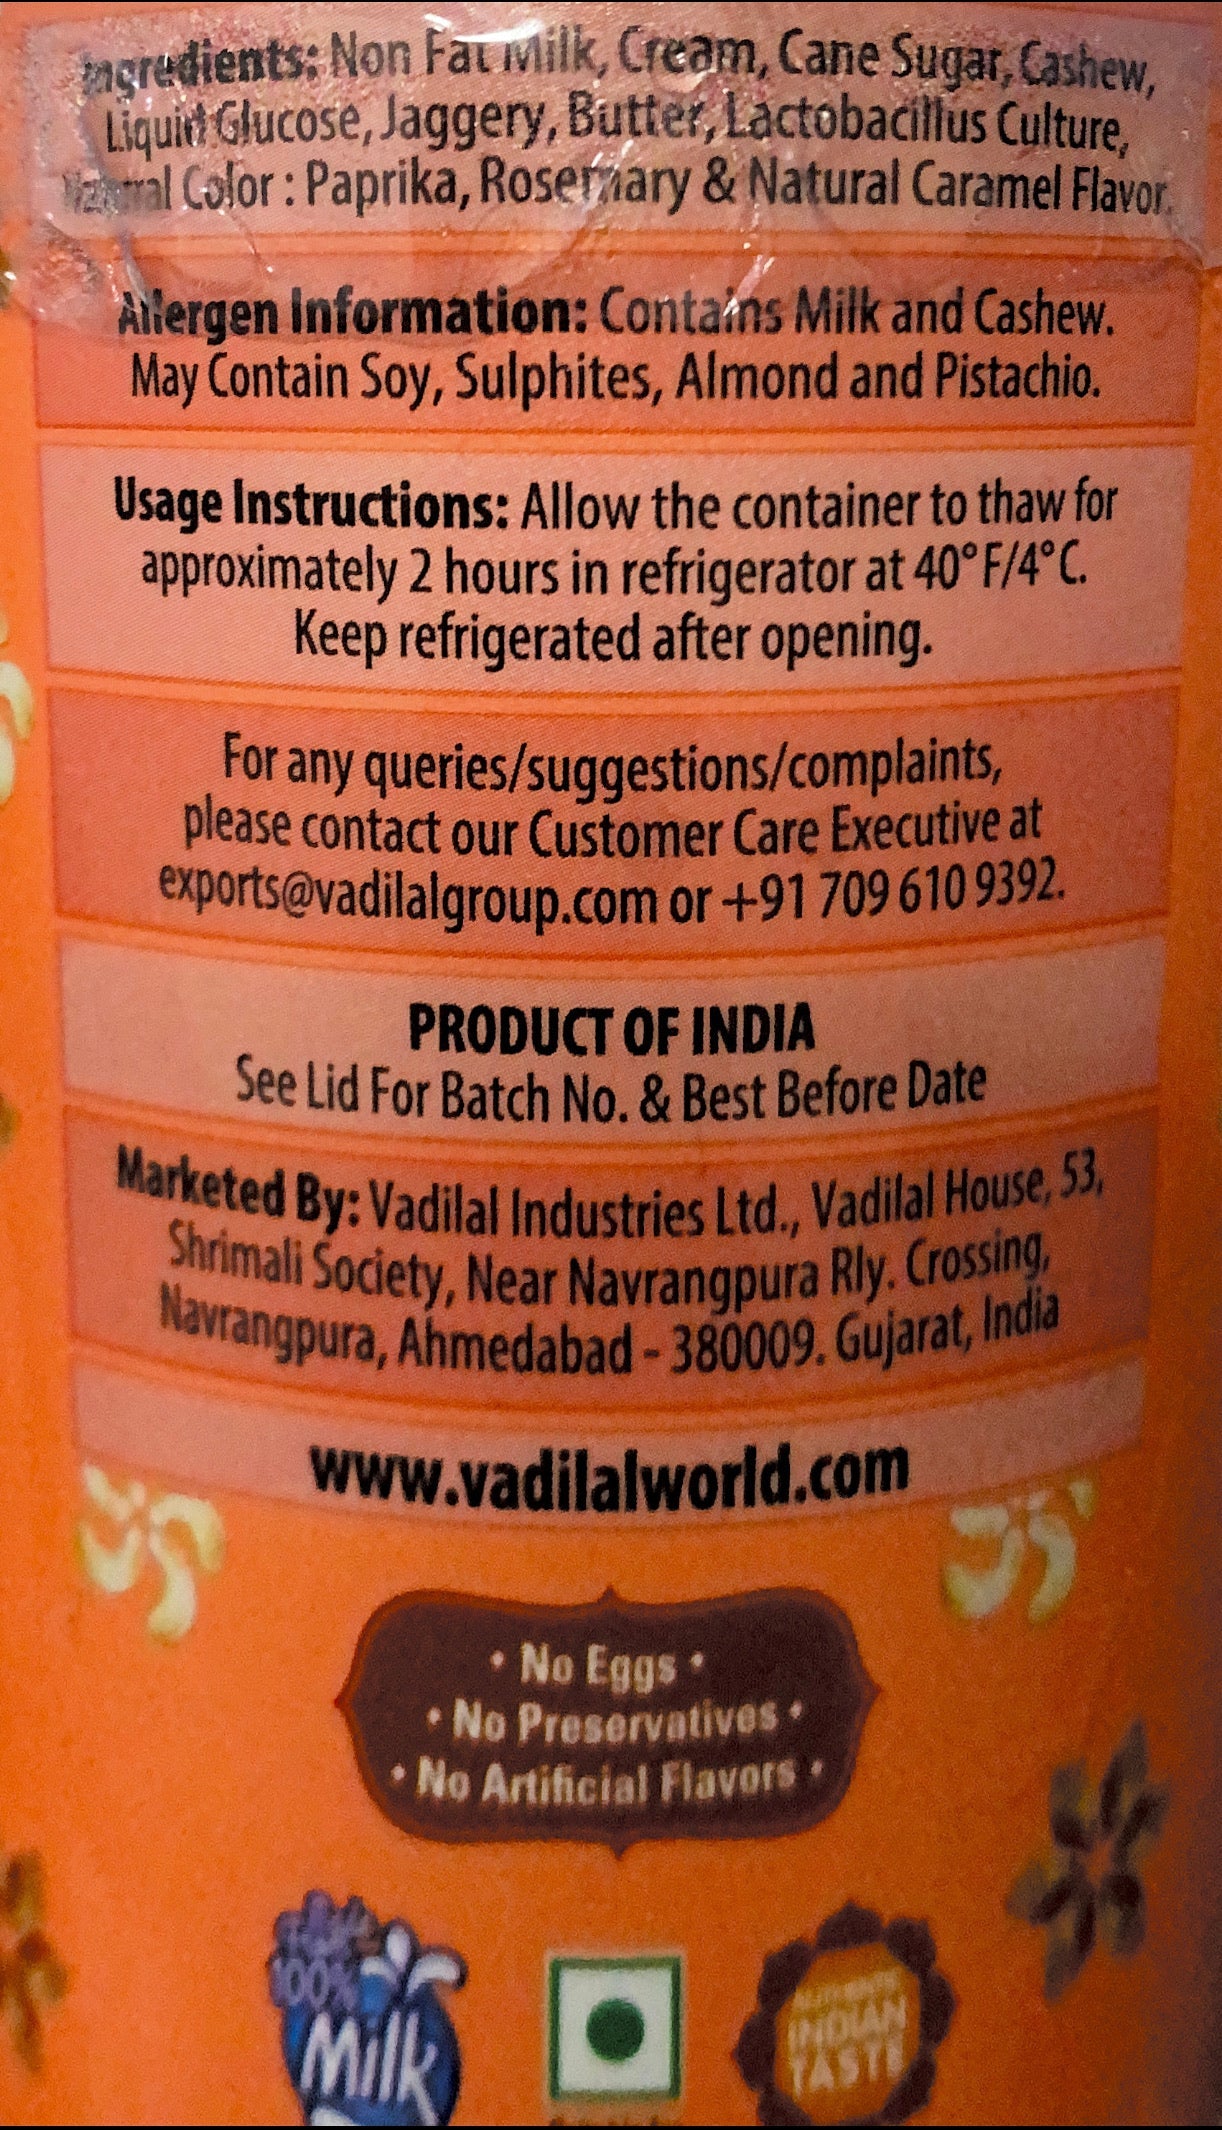 Ingredients: Non Fat Milk, Cream, Cane Sugar, Cashew,
Liquid Glucose, Jaggery, Butter, Lactobacillus Culture,
Natural Color : Paprika, Rosemary & Natural Caramel Flavor.
Allergen Information: Contains Milk and Cashew.
May Contain Soy, Sulphites, Almond and Pistachio.
Usage Instructions: Allow the container to thaw for
approximately 2 hours in refrigerator at 40°F/4°C.
Keep refrigerated after opening.
For any queries/suggestions/complaints,
please contact our Customer Care Executive at
exports@vadilalgroup.com or +91 709 610 9392.
PRODUCT OF INDIA
See Lid For Batch No. & Best Before Date
Marketed By: Vadilal Industries Ltd., Vadilal House, 53,
Shrimali Society, Near Navrangpura Rly. Crossing,
Navrangpura, Ahmedabad - 380009. Gujarat, India
www.vadilalworld.com
• No Eggs •
• No Preservatives •
• No Artificial Flavors •
100%
Milk
AUTHENTIC
INDIAN
TASTE